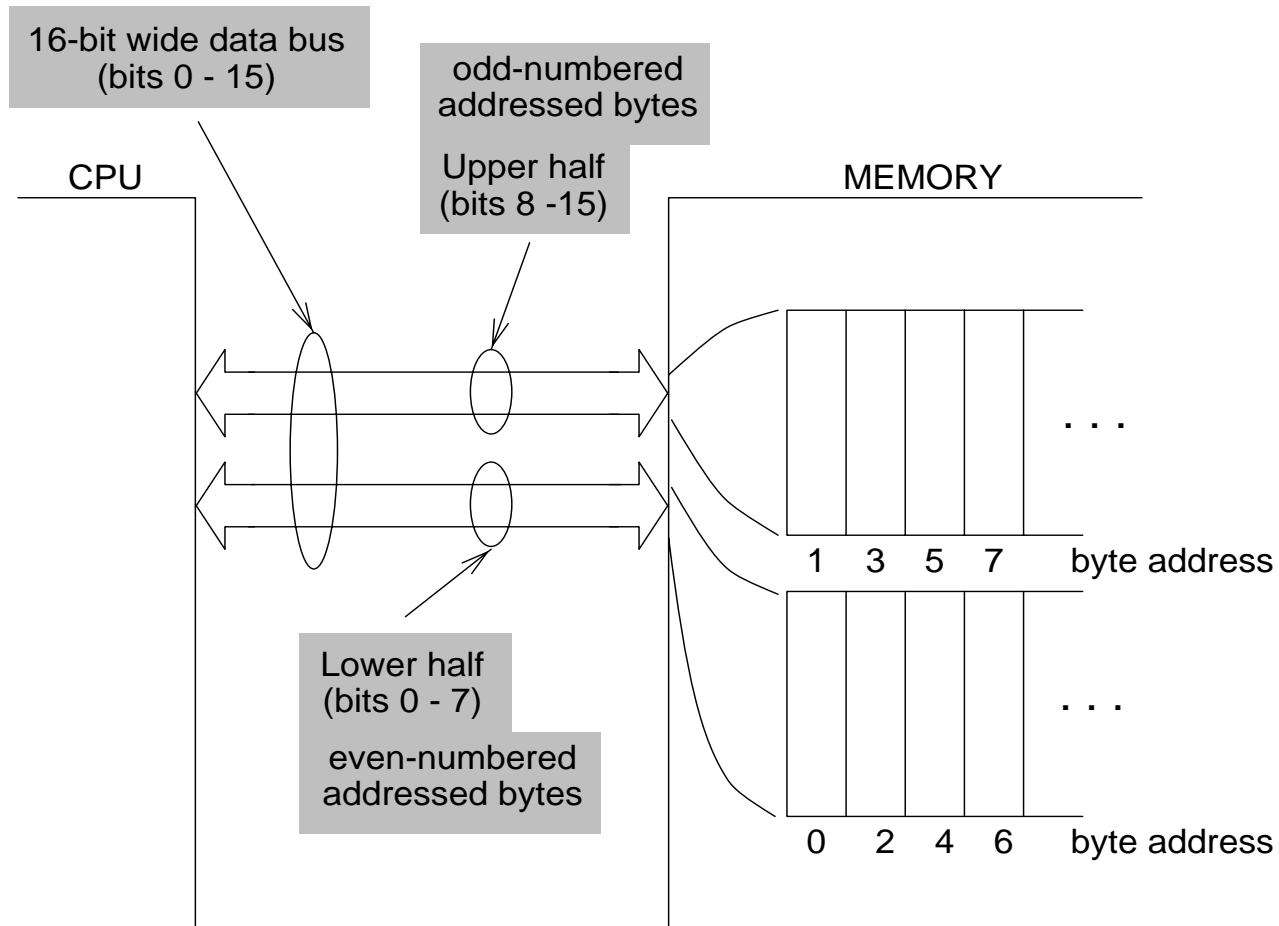 16-bit wide data bus
(bits 0 - 15)
odd-numbered
addressed bytes
Upper half
(bits 8 -15)
CPU
MEMORY
. . .
1 3 5 7 byte address
Lower half
(bits 0 - 7)
even-numbered
addressed bytes
. . .
0 2 4 6 byte address